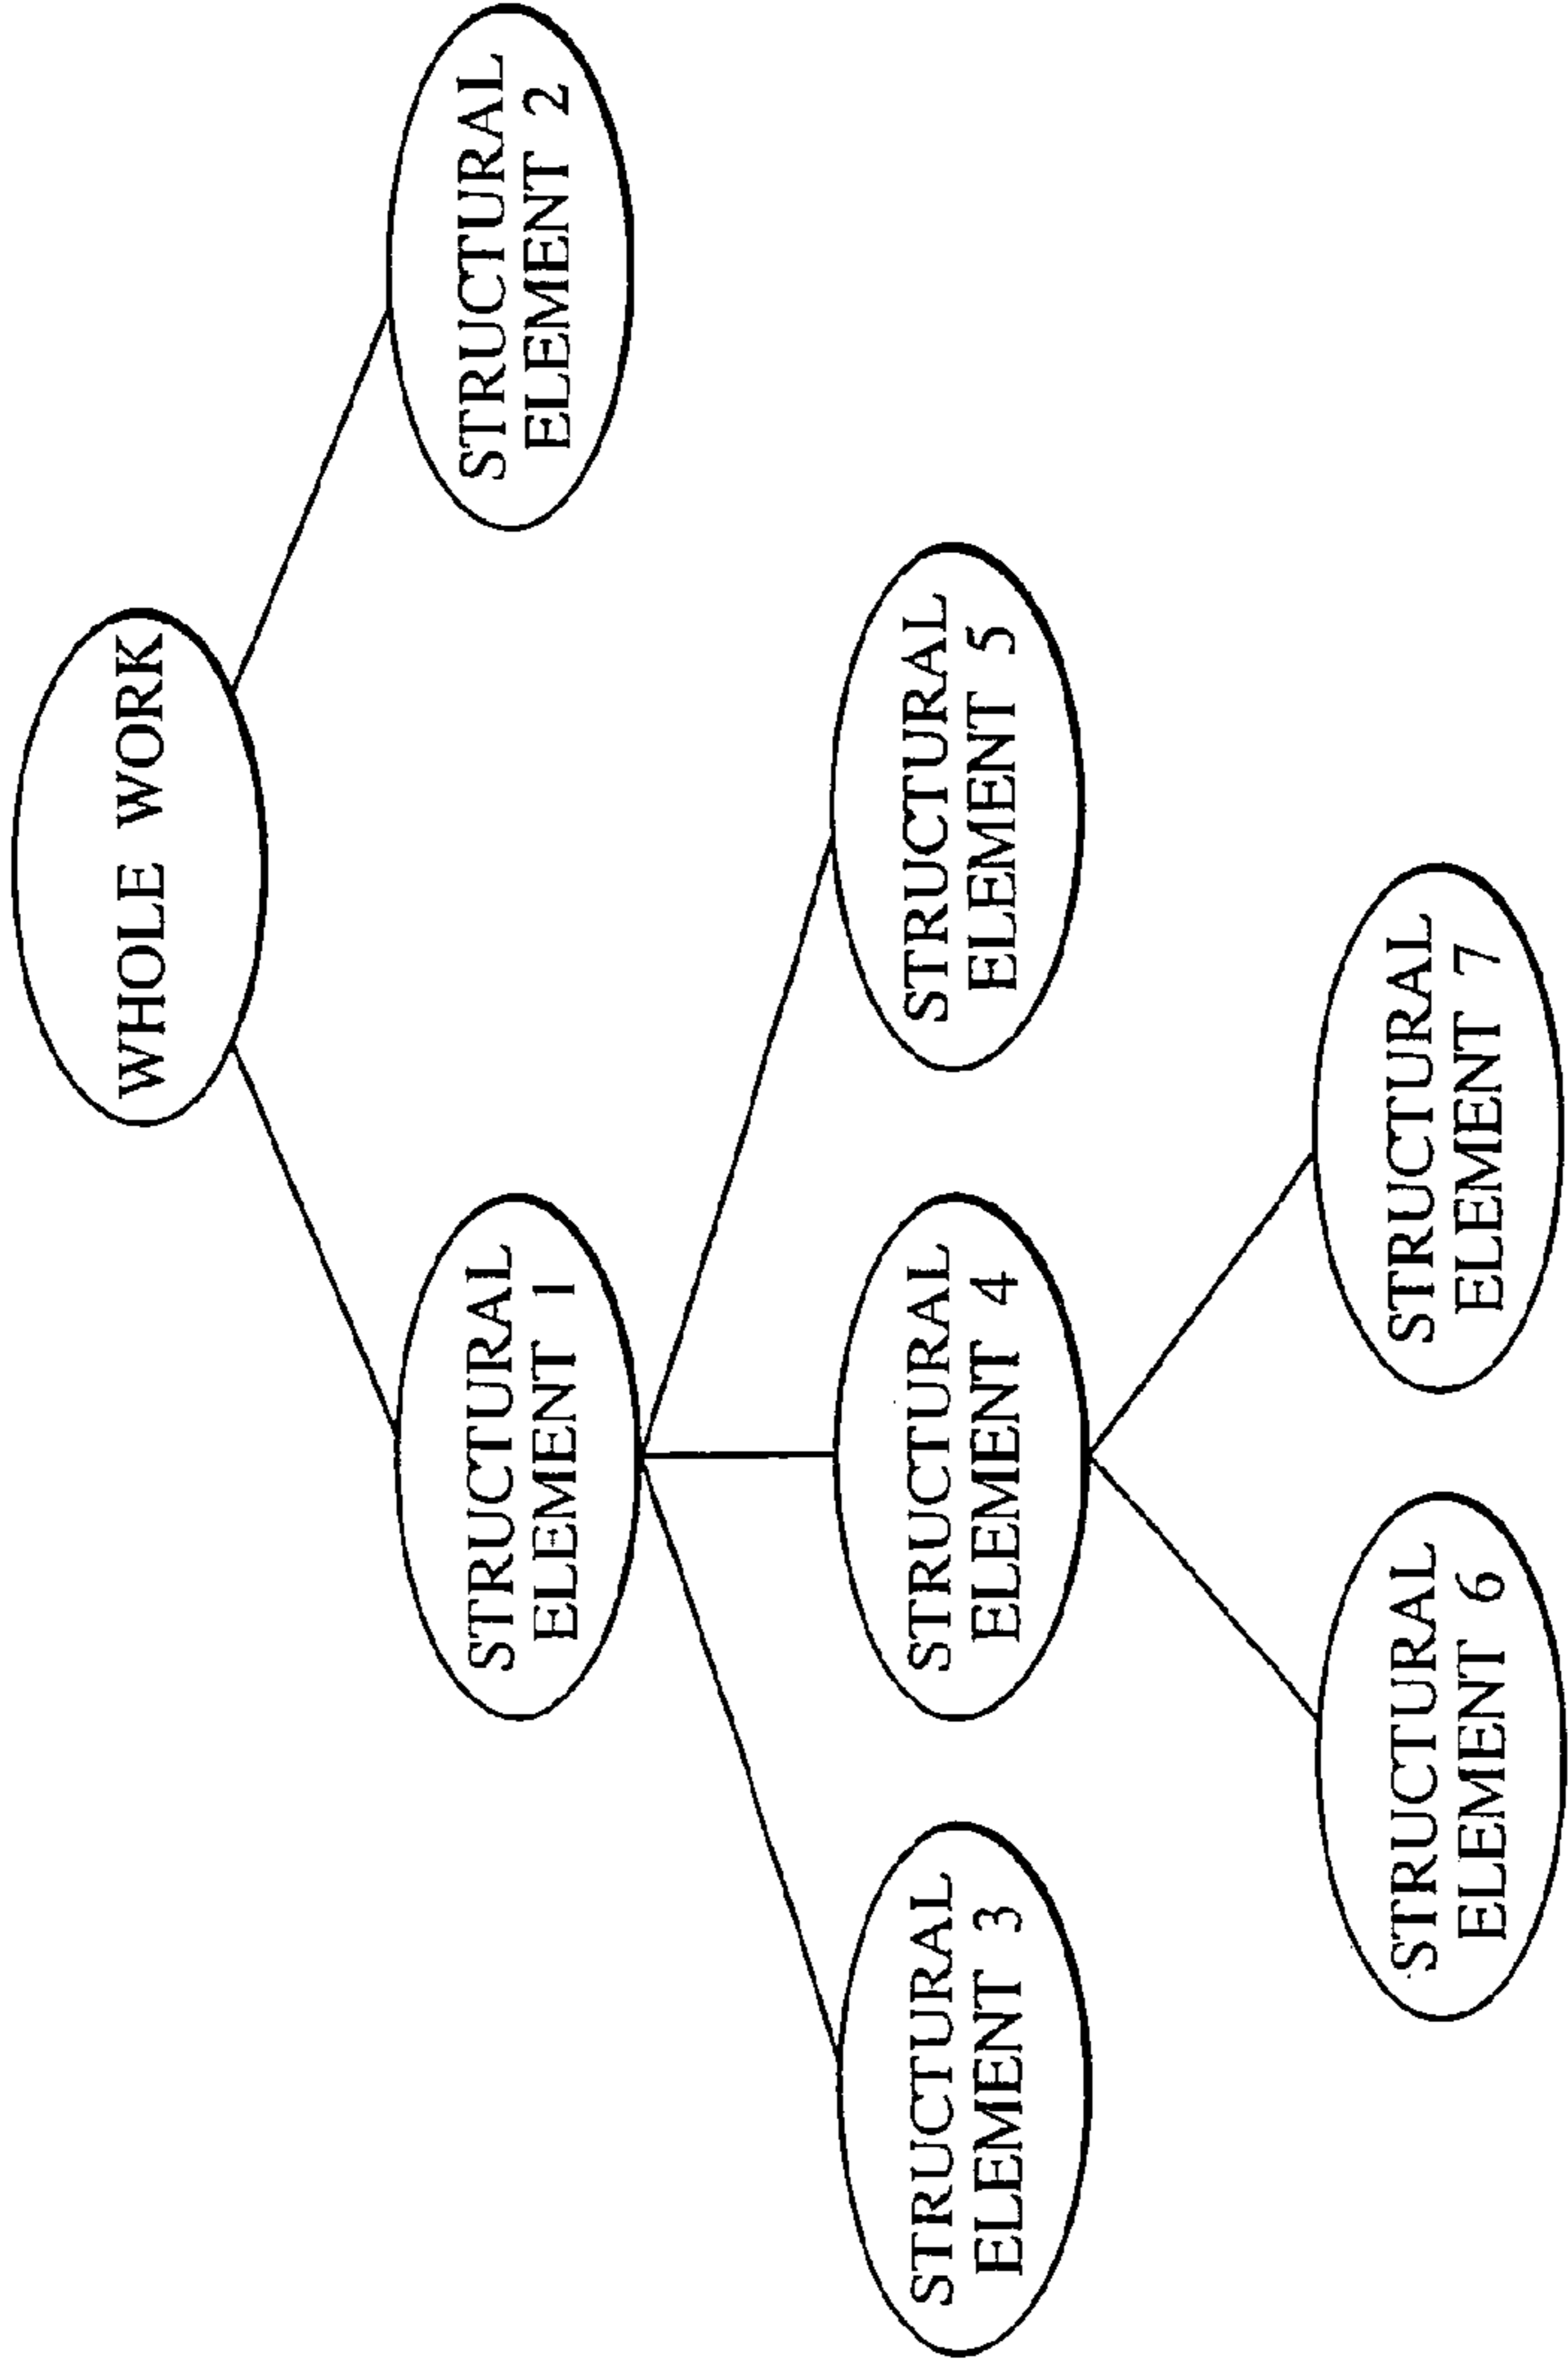 WHOLE WORK
STRUCTURAL
ELEMENT 1
STRUCTURAL
ELEMENT 2
STRUCTURAL
ELEMENT 3
STRUCTURAL
ELEMENT 4
STRUCTURAL
ELEMENT 5
STRUCTURAL
ELEMENT 6
STRUCTURAL
ELEMENT 7